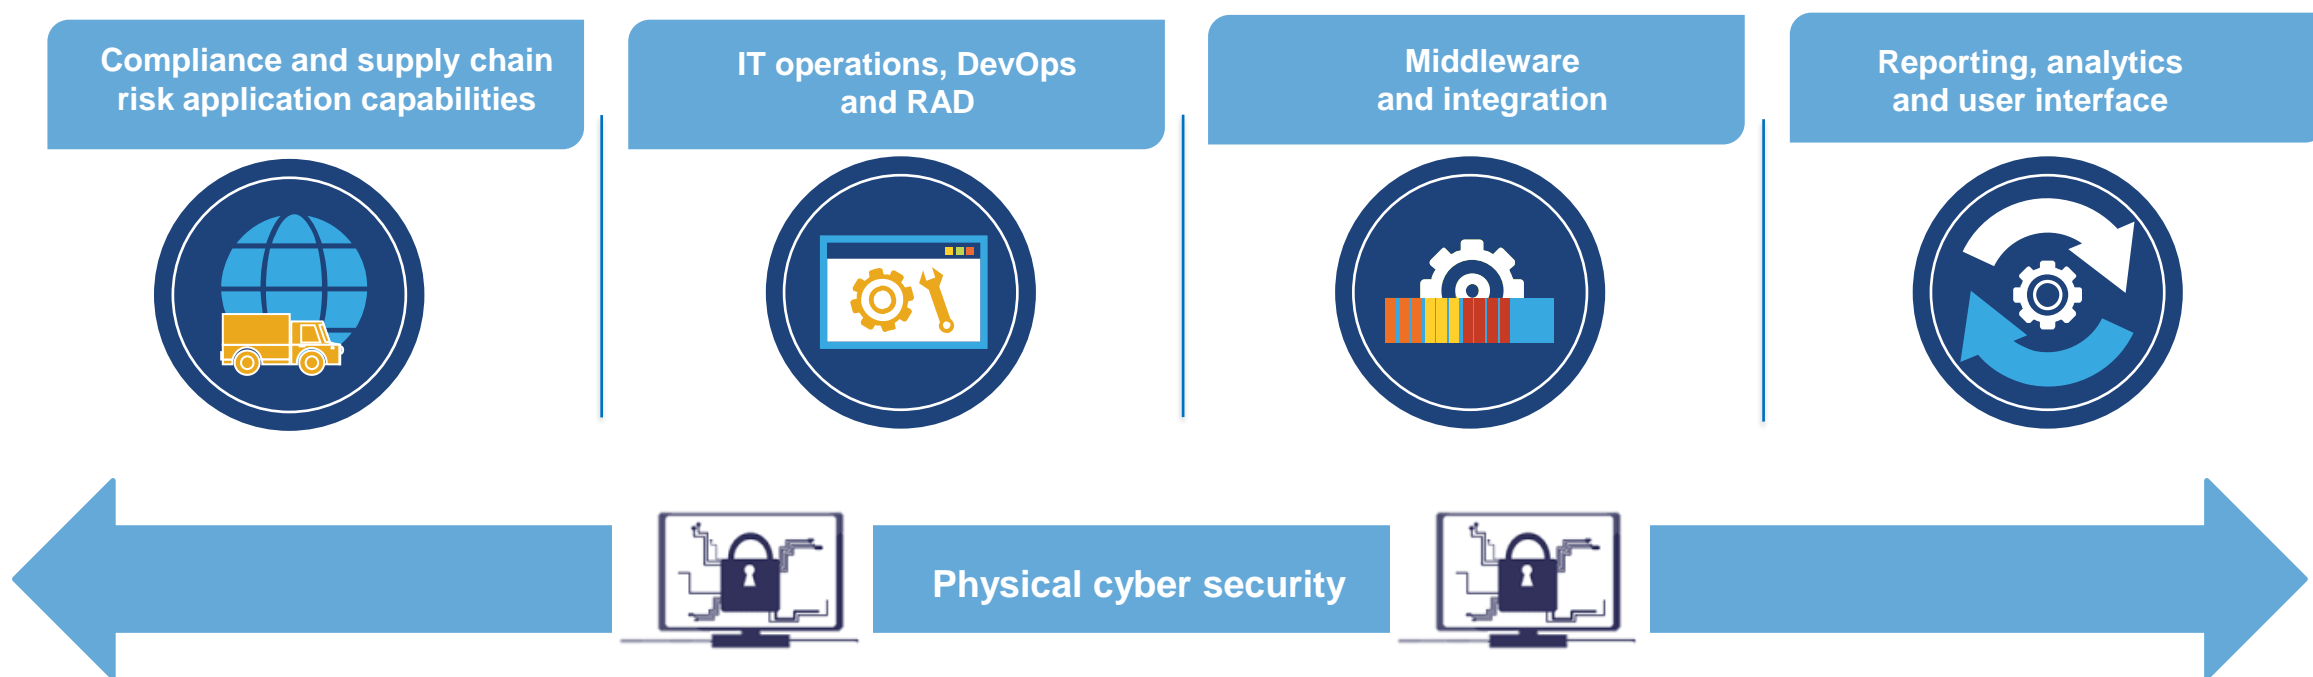 Compliance and supply chain
risk application capabilities
IT operations, DevOps
and RAD
Middleware
and integration
Reporting, analytics
and user interface
Physical cyber security